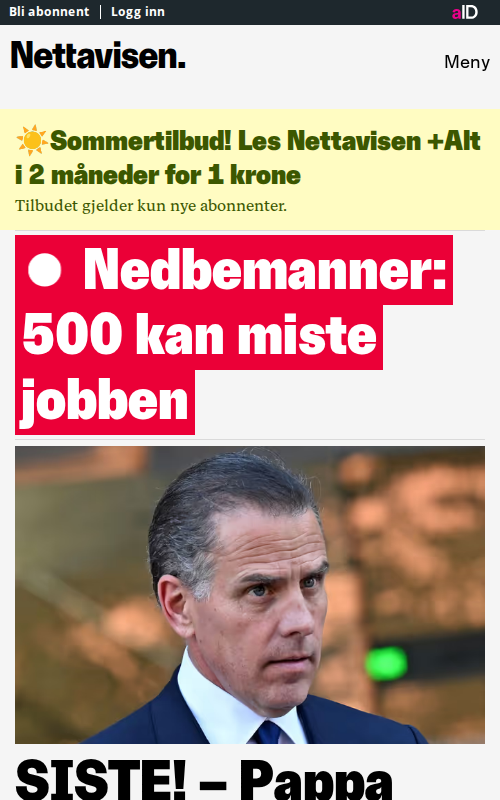 Bli abonnent | Logg inn
aID
Nettavisen.
Meny
☀️Sommertilbud! Les Nettavisen +Alt
i 2 måneder for 1 krone
Tilbudet gjelder kun nye abonnenter.
Nedbemanner:
500 kan miste
jobben
SISTE! – Pappa